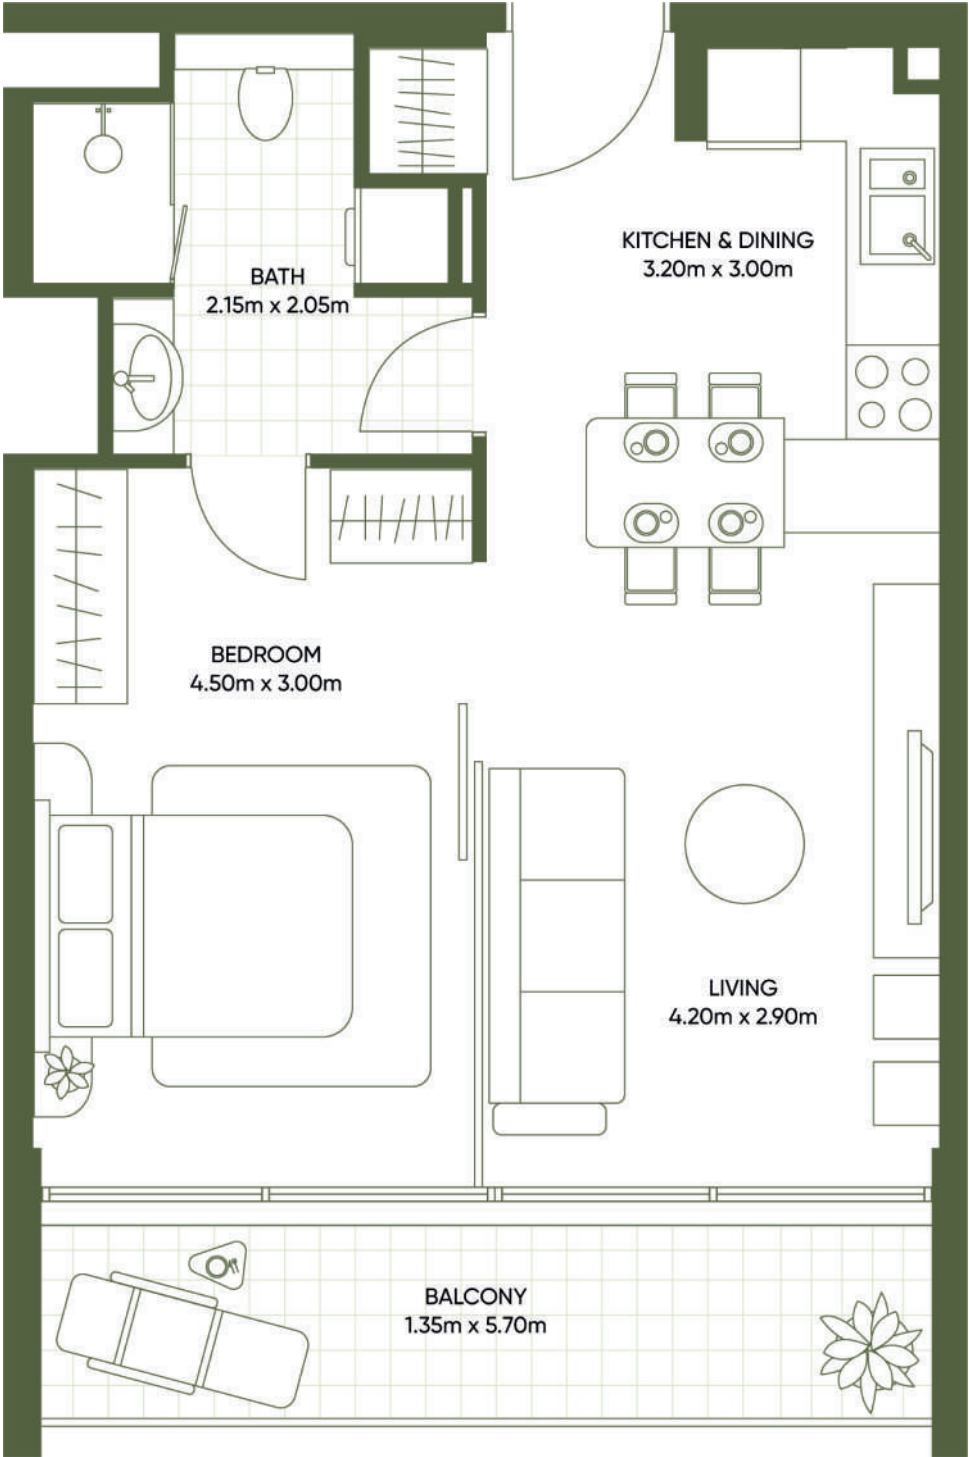 KITCHEN & DINING
3.20m x 3.00m
BATH
2.15m x 2.05m
BEDROOM
4.50m x 3.00m
LIVING
4.20m x 2.90m
BALCONY
1.35m x 5.70m